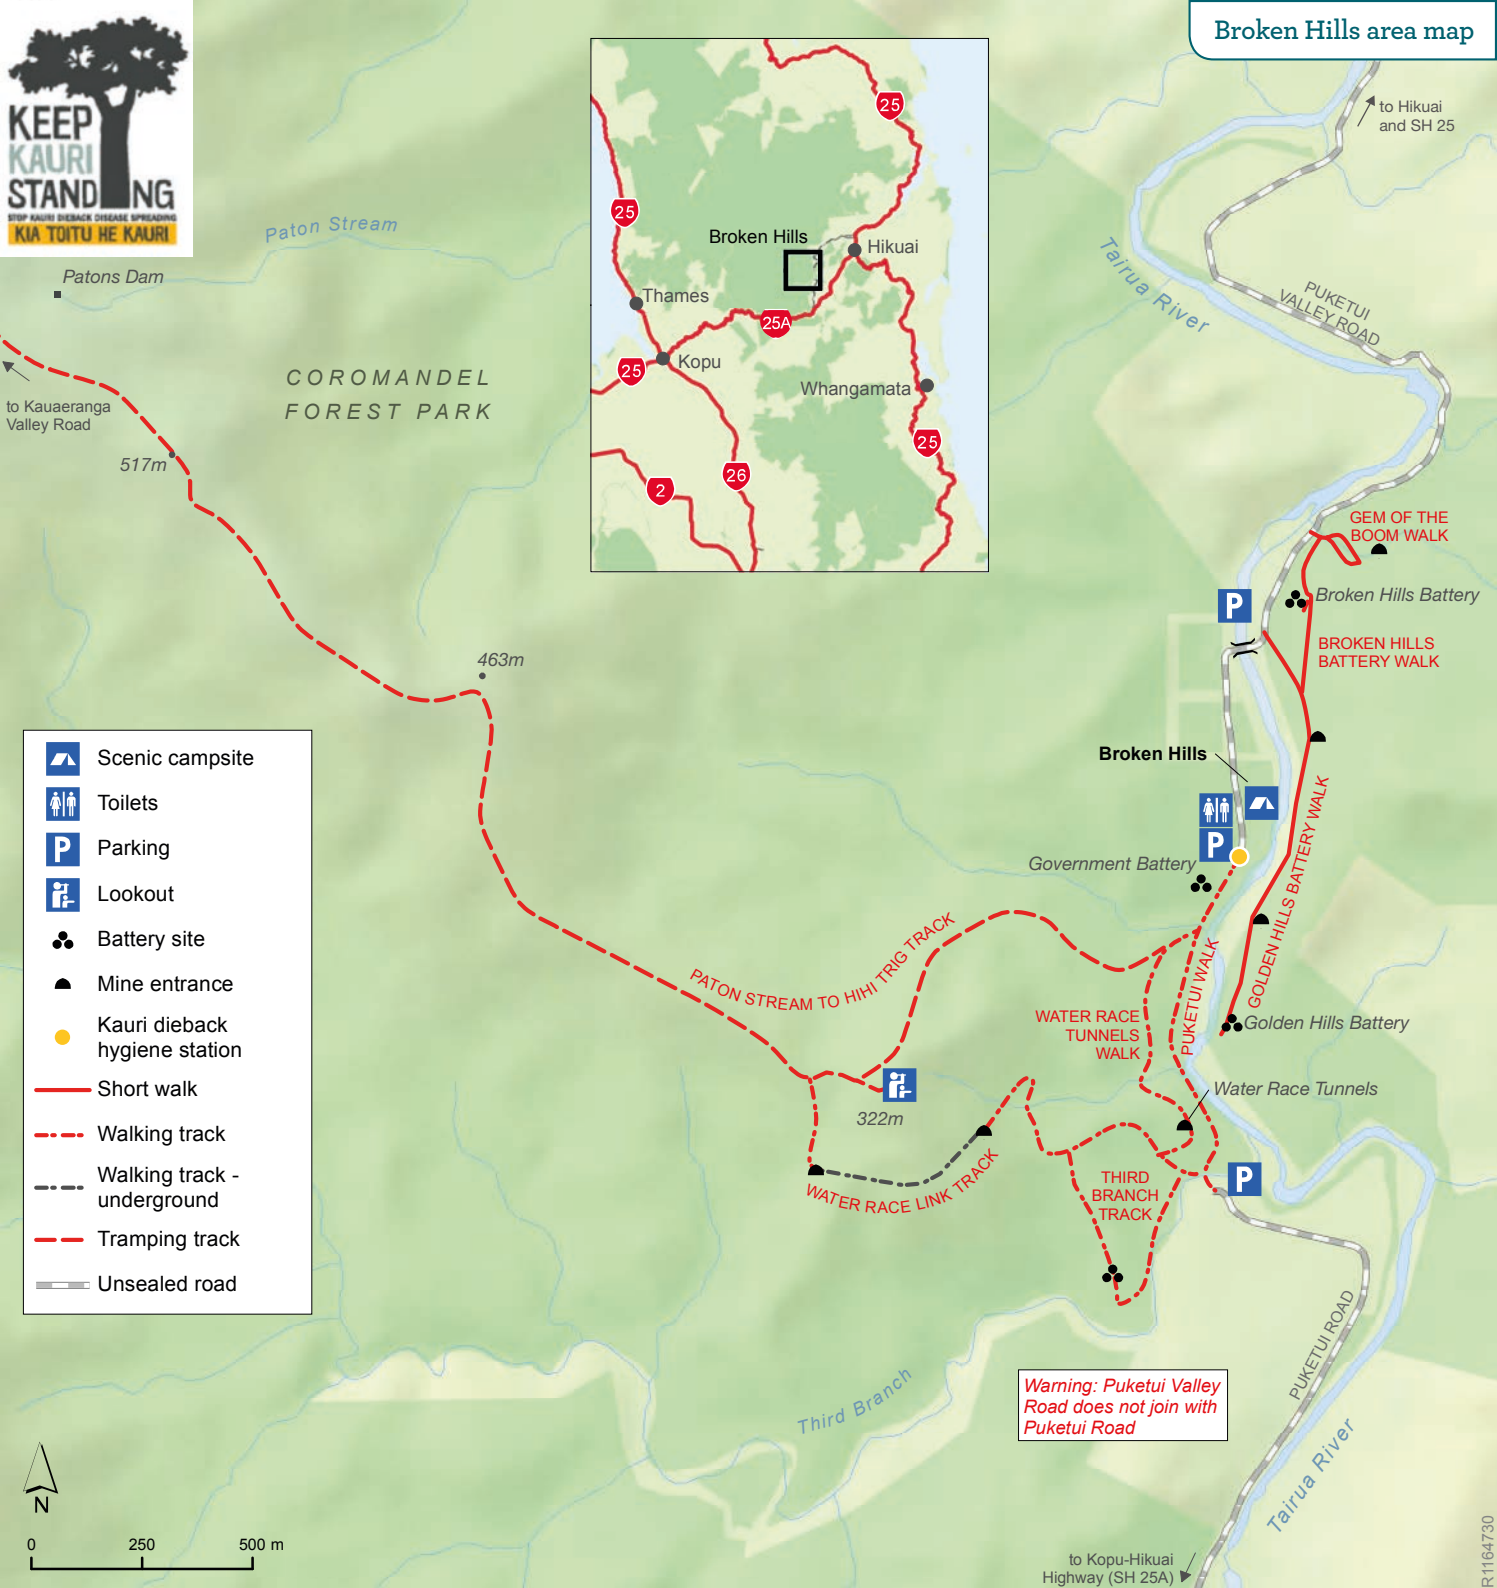 Broken Hills area map
KEEP
KAURI
STANDING
STOP KAURI DIEBACK DISEASE SPREADING
KIA TOITU HE KAURI
to Hikuai
and SH 25
25
25
Broken Hills
Hikuai
Thames
25A
Kopu
25
Whangamata
25
26
2
Paton Stream
Patons Dam
to Kauaeranga
Valley Road
COROMANDEL
FOREST PARK
517m
463m
Tairua River
PUKETUI
VALLEY ROAD
GEM OF THE
BOOM WALK
P
Broken Hills Battery
BROKEN HILLS
BATTERY WALK
Broken Hills
P
Government Battery
GOLDEN HILLS BATTERY WALK
PATON STREAM TO HIHI TRIG TRACK
PUKETUI WALK
WATER RACE
TUNNELS
WALK
Golden Hills Battery
Water Race Tunnels
322m
WATER RACE LINK TRACK
THIRD
BRANCH
TRACK
P
PUKETUI ROAD
Third Branch
Tairua River
Warning: Puketui Valley
Road does not join with
Puketui Road
to Kopu-Hikuai
Highway (SH 25A)
Scenic campsite
Toilets
P Parking
Lookout
Battery site
Mine entrance
Kauri dieback
hygiene station
Short walk
Walking track
Walking track -
underground
Tramping track
Unsealed road
N
0 250 500 m
R1164730